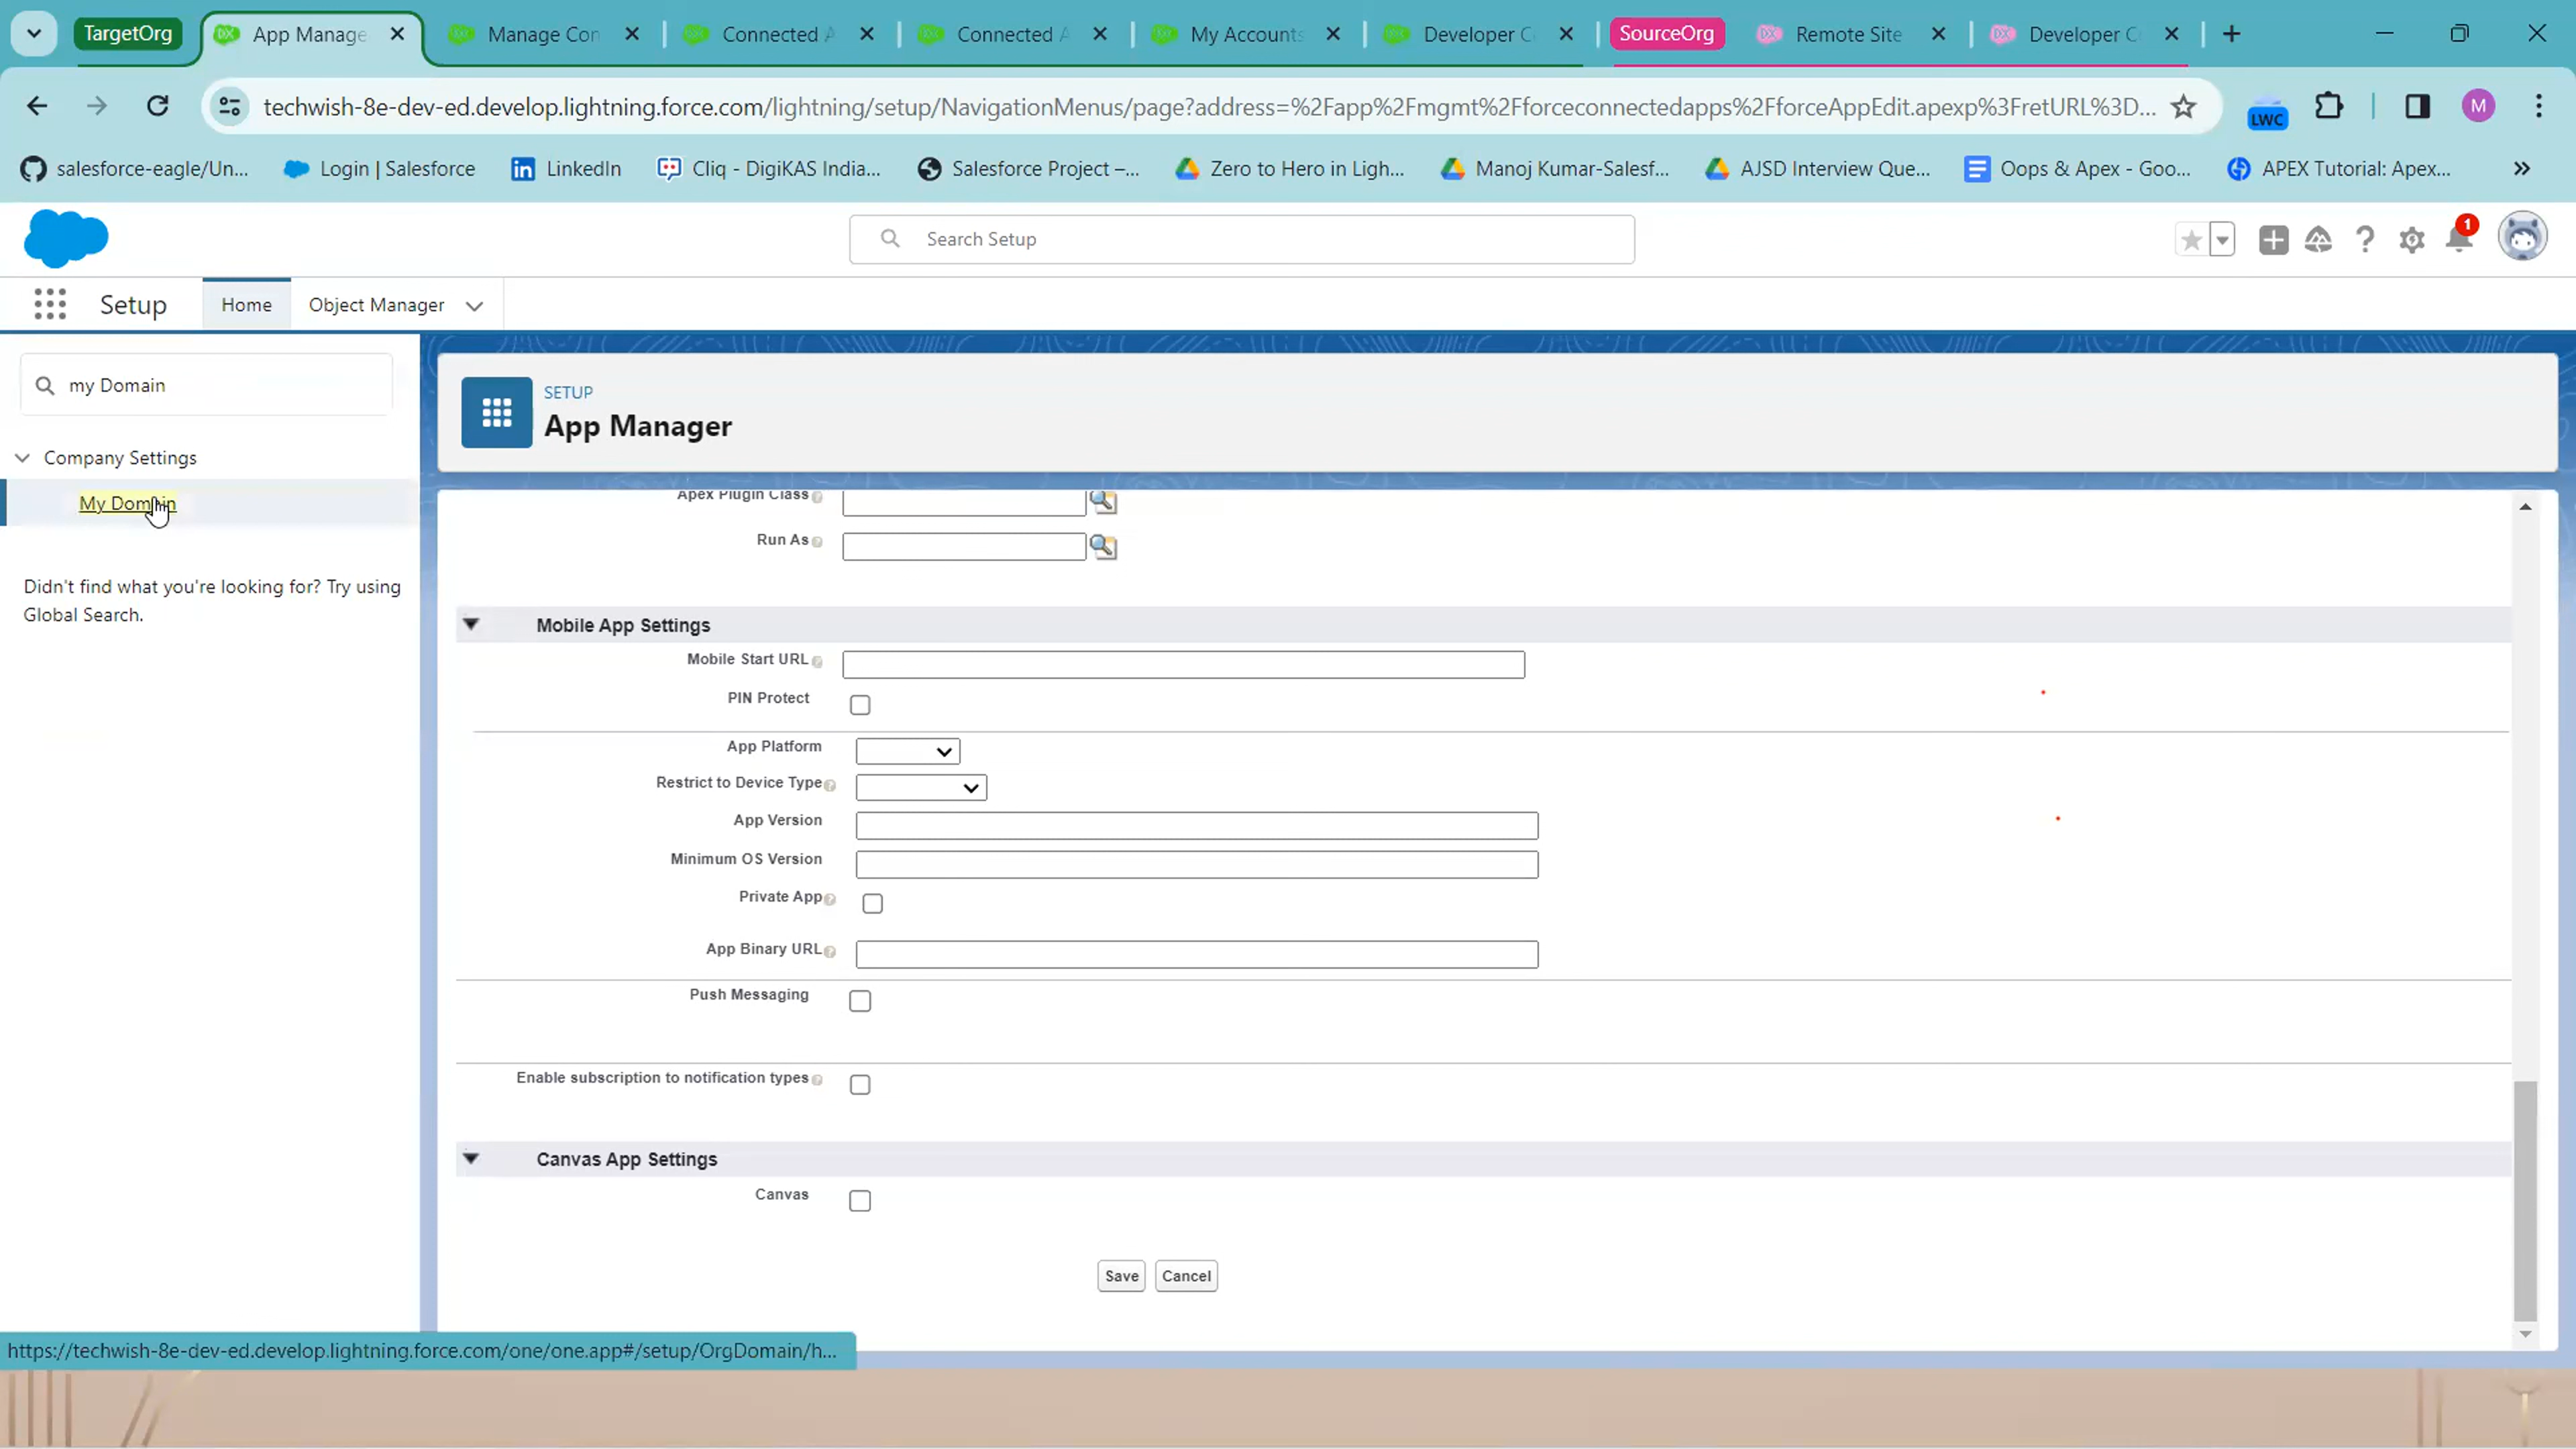 TargetOrg
App Manage
Manage Con
Connected A
Connected A
My Accounts
Developer C
SourceOrg
Remote Site
Developer C
techwish-8e-dev-ed.develop.lightning.force.com/lightning/setup/NavigationMenus/page?address=%2Fapp%2Fmgmt%2Fforceconnectedapps%2FforceAppEdit.apexp%3FretURL%3D...
LWC
M
salesforce-eagle/Un...
Login | Salesforce
LinkedIn
Cliq - DigiKAS India...
Salesforce Project –...
Zero to Hero in Ligh...
Manoj Kumar-Salesf...
AJSD Interview Que...
Oops & Apex - Goo...
APEX Tutorial: Apex...
Search Setup
1
Setup
Home
Object Manager
my Domain
Company Settings
My Domain
Didn't find what you're looking for? Try using
Global Search.
SETUP
App Manager
Apex Plugin Class
Run As
Mobile App Settings
Mobile Start URL
PIN Protect
App Platform
Restrict to Device Type
App Version
Minimum OS Version
Private App
App Binary URL
Push Messaging
Enable subscription to notification types
Canvas App Settings
Canvas
Save
Cancel
https://techwish-8e-dev-ed.develop.lightning.force.com/one/one.app#/setup/OrgDomain/h...